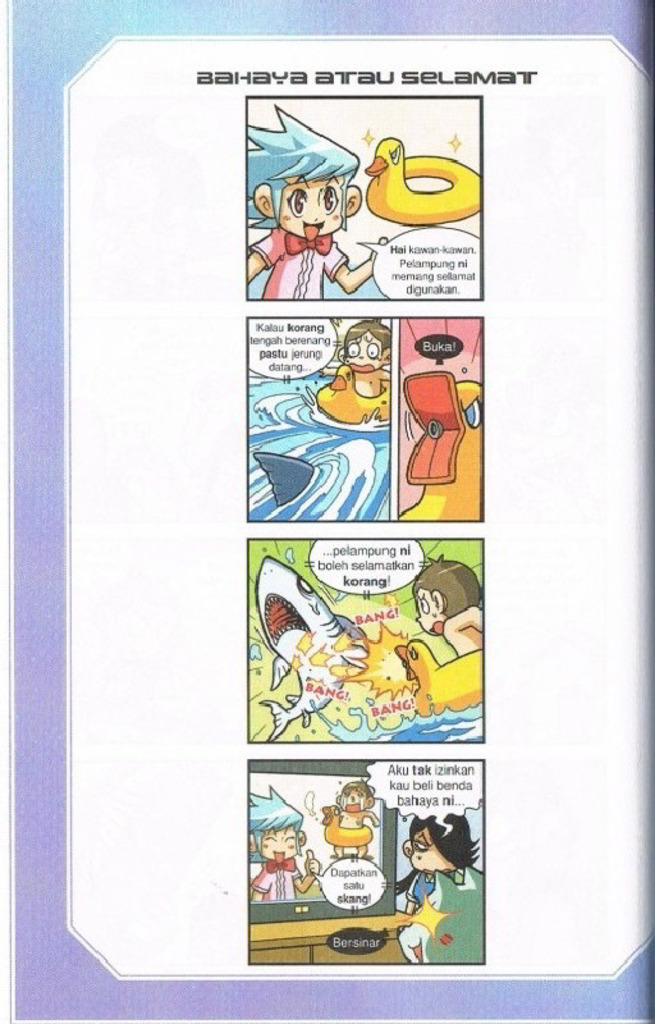 BAHAYA ATAU SELAMAT
Hai kawan-kawan.
Pelampung ni
memang sellamat
digunakan.
Kalau korang
tengah berenang
pastu jerung
datang...
Buka!
...pelampung ni
boleh selamatkan
korang!
BANG!
BANG!
BANG!
Aku tak izinkan
kau beli benda
bahaya ni...
Dapatkan
satu
skang!
Bersinar